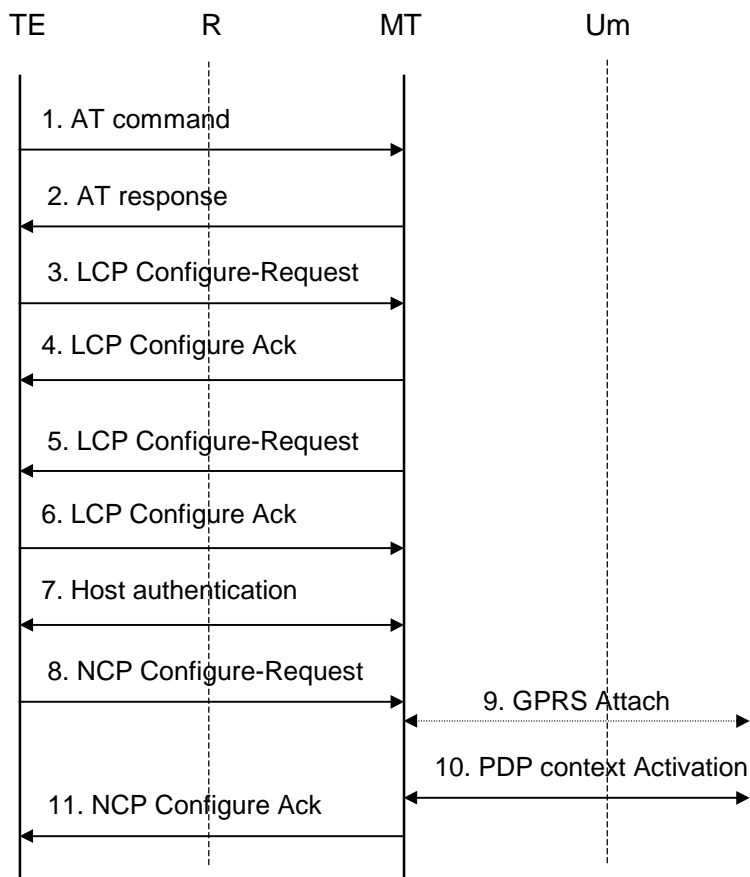 TE R MT Um
1. AT command
2. AT response
3. LCP Configure-Request
4. LCP Configure Ack
5. LCP Configure-Request
6. LCP Configure Ack
7. Host authentication
8. NCP Configure-Request
9. GPRS Attach
10. PDP context Activation
11. NCP Configure Ack